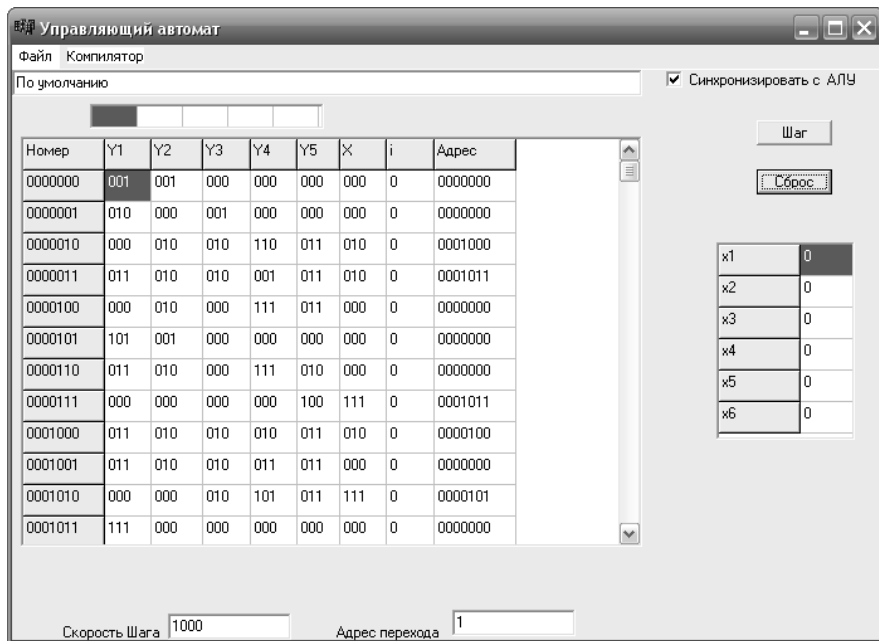 Управляющий автомат
Файл Компилятор
По умолчанию
Синхронизировать с АЛУ
Шаг
Сброс
Номер Y1 Y2 Y3 Y4 Y5 X i Адрес
0000000 001 001 000 000 000 000 0 0000000
0000001 010 000 001 000 000 000 0 0000000
0000010 000 010 010 110 011 010 0 0001000
0000011 011 010 010 001 011 010 0 0001011
0000100 000 010 000 111 011 000 0 0000000
0000101 101 001 000 000 000 000 0 0000000
0000110 011 010 000 111 010 000 0 0000000
0000111 000 000 000 000 100 111 0 0001011
0001000 011 010 010 010 011 010 0 0000100
0001001 011 010 010 011 011 000 0 0000000
0001010 000 000 010 101 011 111 0 0000101
0001011 111 000 000 000 000 000 0 0000000
x1 0
x2 0
x3 0
x4 0
x5 0
x6 0
Скорость Шага 1000
Адрес перехода 1